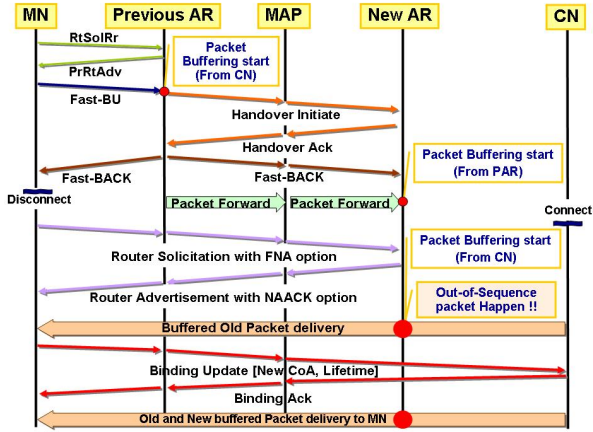 MN Previous AR MAP New AR CN
RtSolRr
Packet
Buffering start
(From CN)
PrRtAdv
Fast-BU
Handover Initiate
Handover Ack
Packet Buffering start
(From PAR)
Fast-BACK Fast-BACK
Disconnect
Packet Forward Packet Forward
Connect
Packet Buffering start
(From CN)
Router Solicitation with FNA option
Router Advertisement with NAACK option
Out-of-Sequence
packet Happen !!
Buffered Old Packet delivery
Binding Update [New CoA, Lifetime]
Binding Ack
Old and New buffered Packet delivery to MN